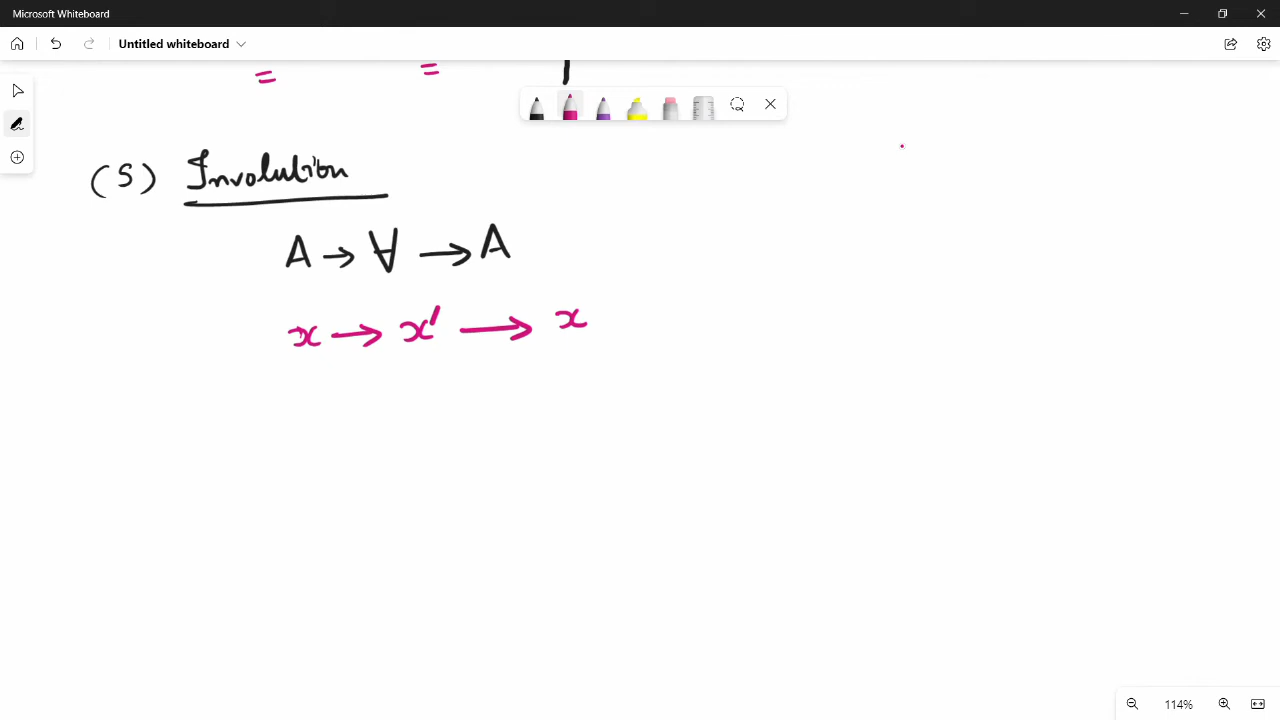 Microsoft Whiteboard
Untitled whiteboard
= =
(5) Involution
A → ∀ → A
x → x' → x
114%